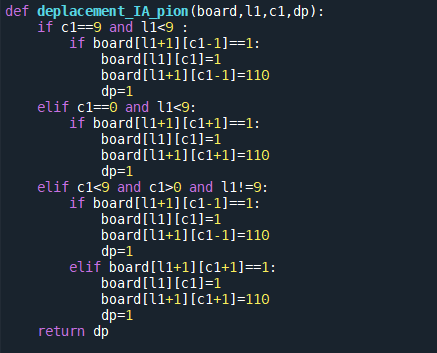 def deplacement_IA_pion(board,l1,c1,dp):
    if c1==9 and l1<9 :
        if board[l1+1][c1-1]==1:
            board[l1][c1]=1
            board[l1+1][c1-1]=110
            dp=1
    elif c1==0 and l1<9:
        if board[l1+1][c1+1]==1:
            board[l1][c1]=1
            board[l1+1][c1+1]=110
            dp=1
    elif c1<9 and c1>0 and l1!=9:
        if board[l1+1][c1-1]==1:
            board[l1][c1]=1
            board[l1+1][c1-1]=110
            dp=1
        elif board[l1+1][c1+1]==1:
            board[l1][c1]=1
            board[l1+1][c1+1]=110
            dp=1
    return dp